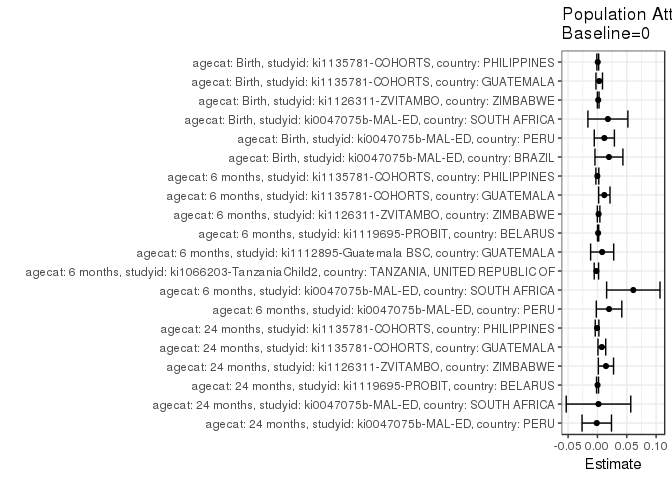 Population Att
Baseline=0
agecat: Birth, studyid: ki1135781-COHORTS, country: PHILIPPINES
agecat: Birth, studyid: ki1135781-COHORTS, country: GUATEMALA
agecat: Birth, studyid: ki1126311-ZVITAMBO, country: ZIMBABWE
agecat: Birth, studyid: ki0047075b-MAL-ED, country: SOUTH AFRICA
agecat: Birth, studyid: ki0047075b-MAL-ED, country: PERU
agecat: Birth, studyid: ki0047075b-MAL-ED, country: BRAZIL
agecat: 6 months, studyid: ki1135781-COHORTS, country: PHILIPPINES
agecat: 6 months, studyid: ki1135781-COHORTS, country: GUATEMALA
agecat: 6 months, studyid: ki1126311-ZVITAMBO, country: ZIMBABWE
agecat: 6 months, studyid: ki1119695-PROBIT, country: BELARUS
agecat: 6 months, studyid: ki1112895-Guatemala BSC, country: GUATEMALA
agecat: 6 months, studyid: ki1066203-TanzaniaChild2, country: TANZANIA, UNITED REPUBLIC OF
agecat: 6 months, studyid: ki0047075b-MAL-ED, country: SOUTH AFRICA
agecat: 6 months, studyid: ki0047075b-MAL-ED, country: PERU
agecat: 24 months, studyid: ki1135781-COHORTS, country: PHILIPPINES
agecat: 24 months, studyid: ki1135781-COHORTS, country: GUATEMALA
agecat: 24 months, studyid: ki1126311-ZVITAMBO, country: ZIMBABWE
agecat: 24 months, studyid: ki1119695-PROBIT, country: BELARUS
agecat: 24 months, studyid: ki0047075b-MAL-ED, country: SOUTH AFRICA
agecat: 24 months, studyid: ki0047075b-MAL-ED, country: PERU
-0.05 0.00 0.05 0.10
Estimate